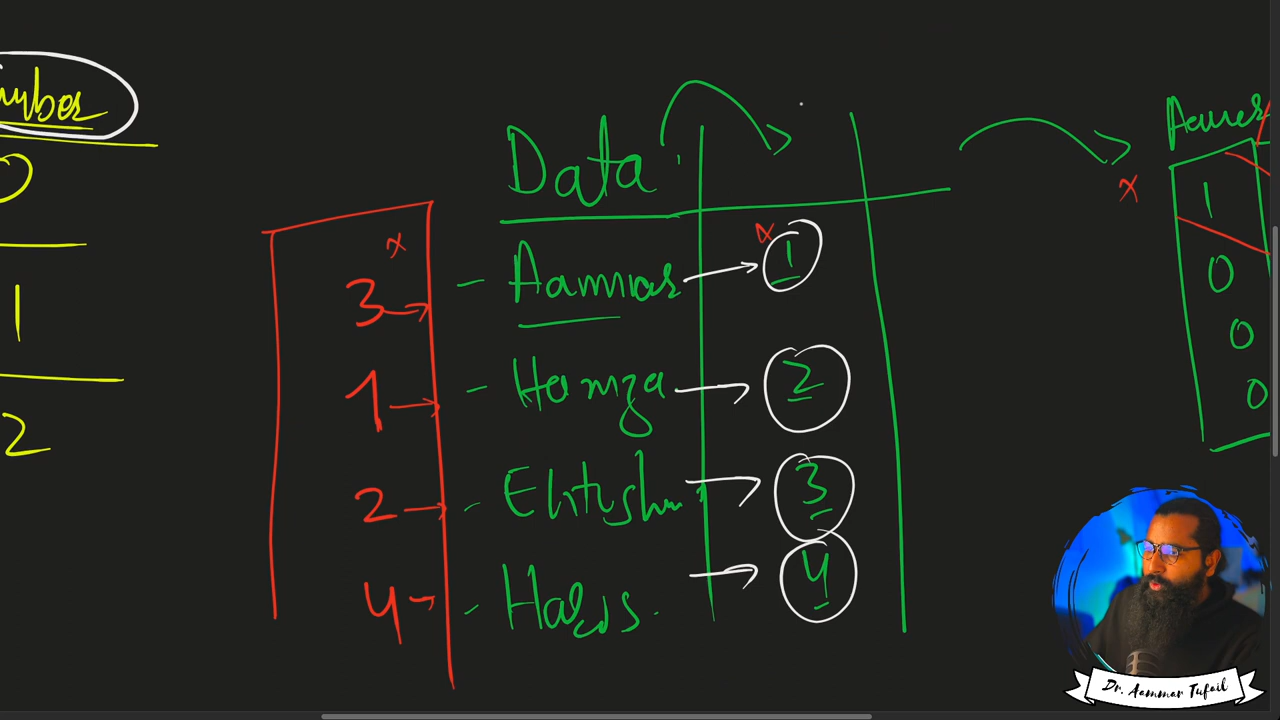 Data
x
3 - Aammar x 1
1 - Hamza 2
2 - Ehtisham 3
4 - Haris. 4
0
1
2
x
1
0
0
0
Dr. Aammar Tufail